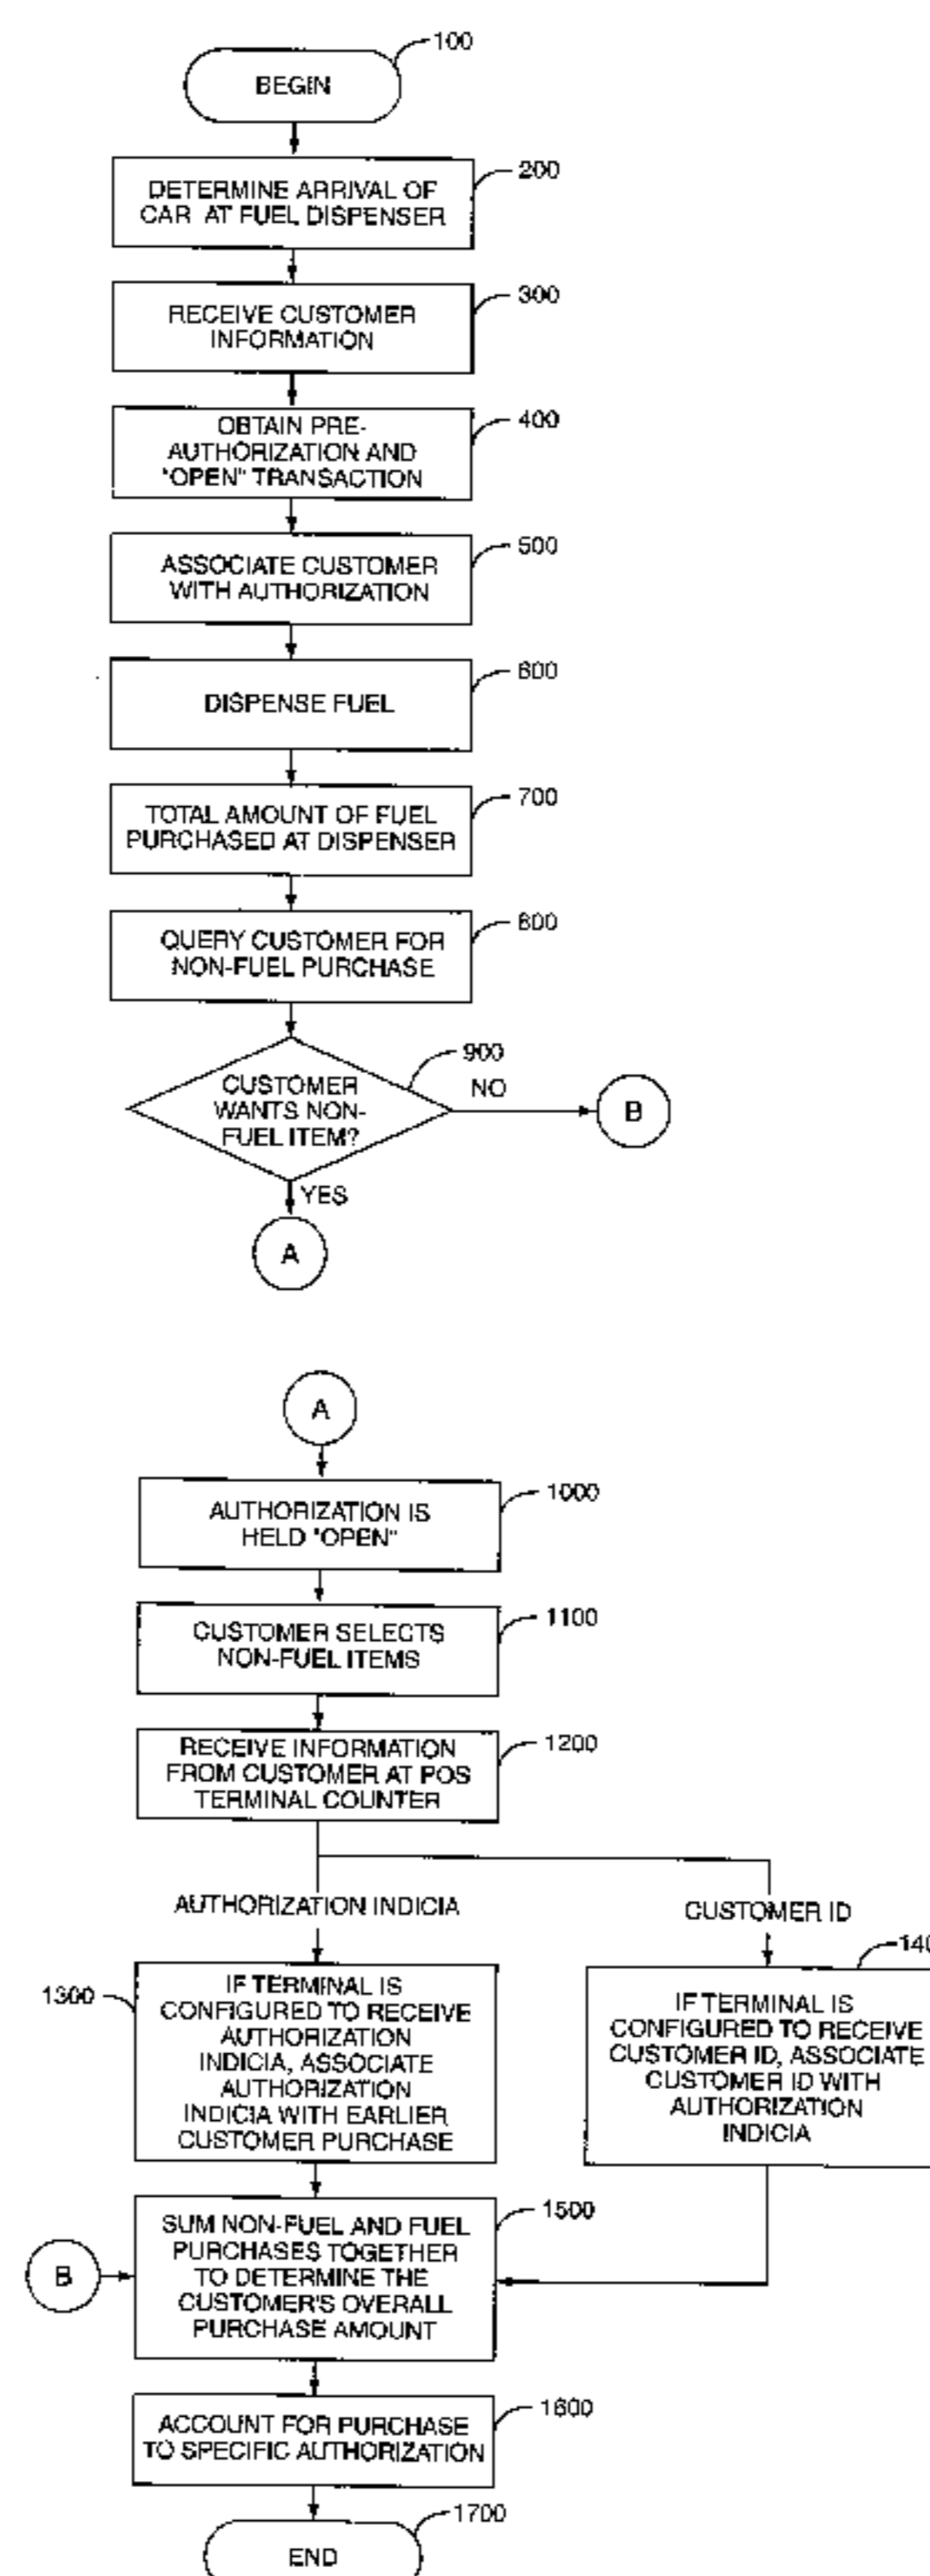 100
BEGIN
200
DETERMINE ARRIVAL OF
CAR AT FUEL DISPENSER
300
RECEIVE CUSTOMER
INFORMATION
400
OBTAIN PRE-
AUTHORIZATION AND
"OPEN" TRANSACTION
500
ASSOCIATE CUSTOMER
WITH AUTHORIZATION
600
DISPENSE FUEL
700
TOTAL AMOUNT OF FUEL
PURCHASED AT DISPENSER
800
QUERY CUSTOMER FOR
NON-FUEL PURCHASE
900
CUSTOMER
WANTS NON-
FUEL ITEM?
NO
B
YES
A
A
1000
AUTHORIZATION IS
HELD "OPEN"
1100
CUSTOMER SELECTS
NON-FUEL ITEMS
1200
RECEIVE INFORMATION
FROM CUSTOMER AT POS
TERMINAL COUNTER
AUTHORIZATION INDICIA
CUSTOMER ID
1300
IF TERMINAL IS
CONFIGURED TO RECEIVE
AUTHORIZATION
INDICIA, ASSOCIATE
AUTHORIZATION
INDICIA WITH EARLIER
CUSTOMER PURCHASE
IF TERMINAL IS
CONFIGURED TO RECEIVE
CUSTOMER ID, ASSOCIATE
CUSTOMER ID WITH
AUTHORIZATION
INDICIA
1500
SUM NON-FUEL AND FUEL
PURCHASES TOGETHER
TO DETERMINE THE
CUSTOMER'S OVERALL
PURCHASE AMOUNT
B
1600
ACCOUNT FOR PURCHASE
TO SPECIFIC AUTHORIZATION
1700
END